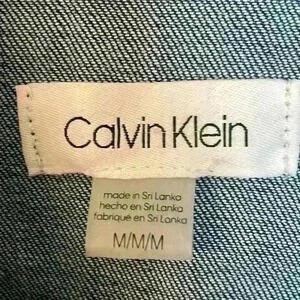 Calvin Klein
made in Sri Lanka
hecho en Sri Lanka
fabriqué en Sri Lanka
M/M/M